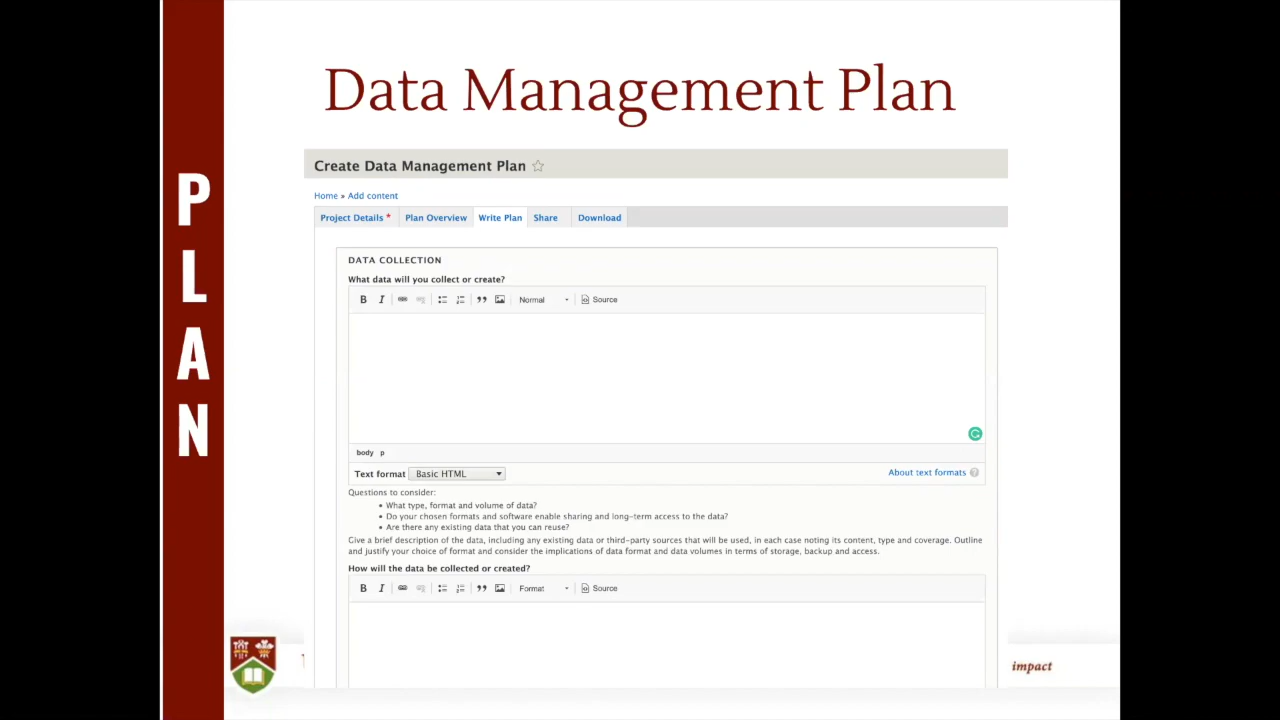 Data Management Plan
PLAN
Create Data Management Plan
Home » Add content
Project Details * Plan Overview Write Plan Share Download
DATA COLLECTION
What data will you collect or create?
B I Normal Source
body p
Text format Basic HTML About text formats ?
Questions to consider:
• What type, format and volume of data?
• Do your chosen formats and software enable sharing and long-term access to the data?
• Are there any existing data that you can reuse?
Give a brief description of the data, including any existing data or third-party sources that will be used, in each case noting its content, type and coverage. Outline
and justify your choice of format and consider the implications of data format and data volumes in terms of storage, backup and access.
How will the data be collected or created?
B I Format Source
impact